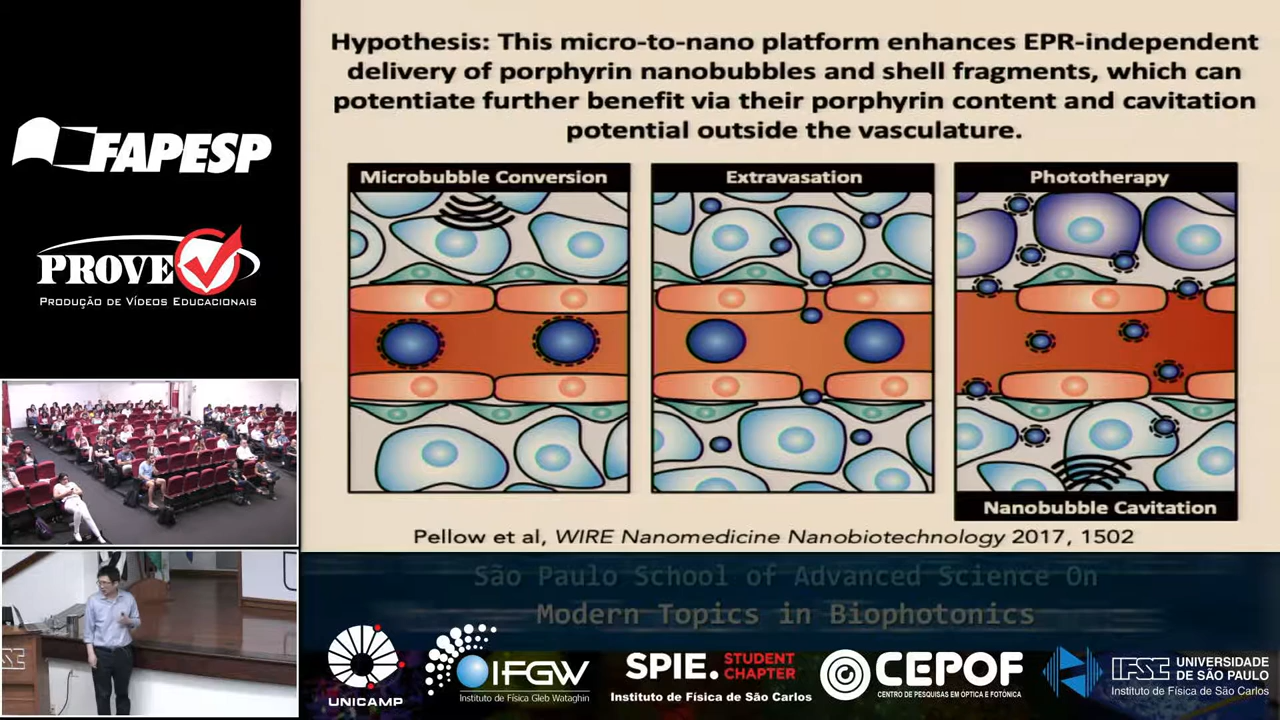 Hypothesis: This micro-to-nano platform enhances EPR-independent
delivery of porphyrin nanobubbles and shell fragments, which can
potentiate further benefit via their porphyrin content and cavitation
potential outside the vasculature.
Microbubble Conversion
Extravasation
Phototherapy
Nanobubble Cavitation
Pellow et al, WIRE Nanomedicine Nanobiotechnology 2017, 1502
FAPESP
PROVE
PRODUÇÃO DE VÍDEOS EDUCACIONAIS
São Paulo School of Advanced Science On
Modern Topics in Biophotonics
UNICAMP
IFGW
Instituto de Física Gleb Wataghin
SPIE. STUDENT
CHAPTER
Instituto de Física de São Carlos
CEPOF
CENTRO DE PESQUISAS EM ÓPTICA E FOTÔNICA
IFSC UNIVERSIDADE
DE SÃO PAULO
Instituto de Física de São Carlos